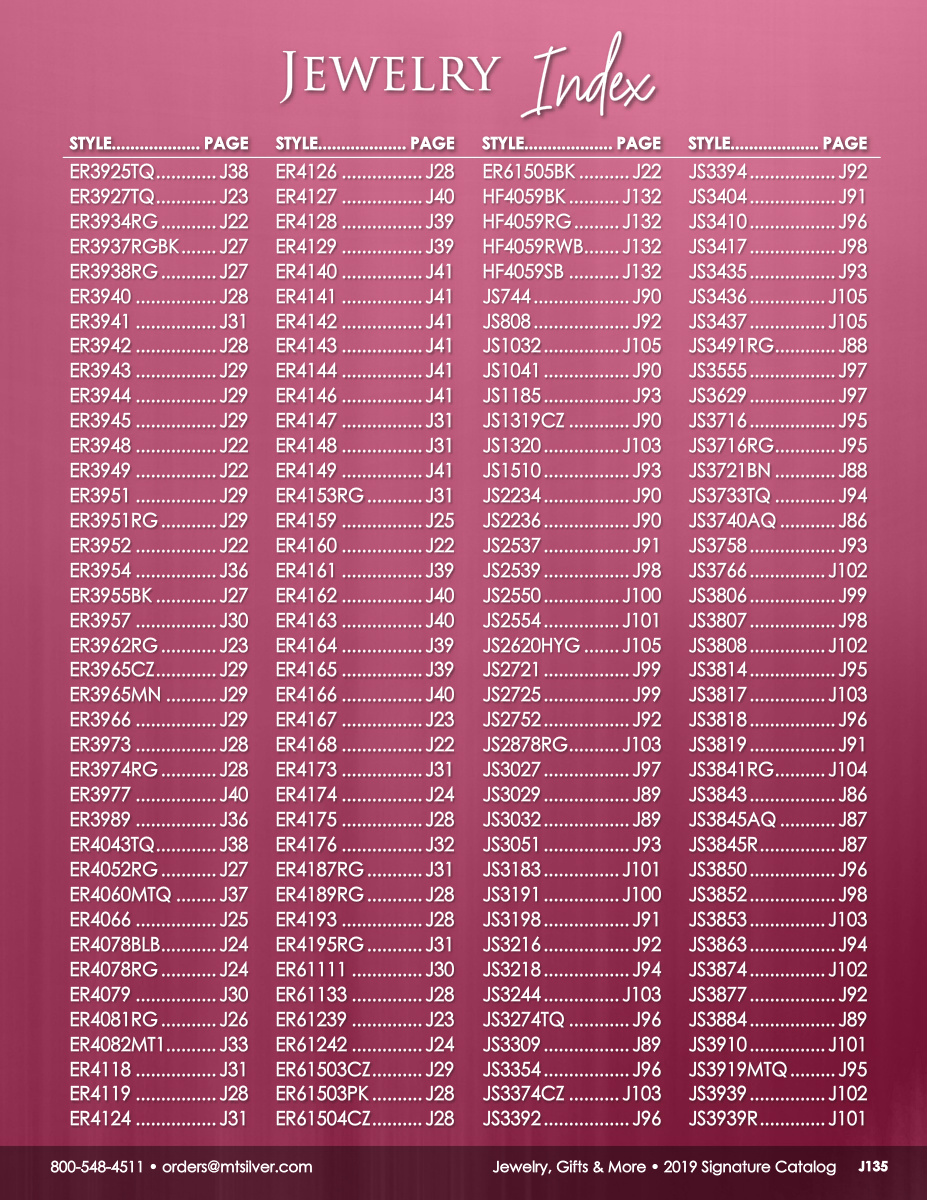 Jewelry Index
STYLE................... PAGE
ER3925TQ............. J38
ER3927TQ............. J23
ER3934RG ............ J22
ER3937RGBK....... J27
ER3938RG ............ J27
ER3940 ................. J28
ER3941 ................. J31
ER3942 ................. J28
ER3943 ................. J29
ER3944 ................. J29
ER3945 ................. J29
ER3948 ................. J22
ER3949 ................. J22
ER3951 ................. J29
ER3951RG ............ J29
ER3952 ................. J22
ER3954 ................. J36
ER3955BK ............. J27
ER3957 ................. J30
ER3962RG ............ J23
ER3965CZ............. J29
ER3965MN ........... J29
ER3966 ................. J29
ER3973 ................. J28
ER3974RG ............ J28
ER3977 ................. J40
ER3989 ................. J36
ER4043TQ............. J38
ER4052RG ............ J27
ER4060MTQ ......... J37
ER4066 ................. J25
ER4078BLB............ J24
ER4078RG ............ J24
ER4079 ................. J30
ER4081RG ............ J26
ER4082MT1........... J33
ER4118 ................. J31
ER4119 ................. J28
ER4124 ................. J31
STYLE................... PAGE
ER4126 ................. J28
ER4127 ................. J40
ER4128 ................. J39
ER4129 ................. J39
ER4140 ................. J41
ER4141 ................. J41
ER4142 ................. J41
ER4143 ................. J41
ER4144 ................. J41
ER4146 ................. J41
ER4147 ................. J31
ER4148 ................. J31
ER4149 ................. J41
ER4153RG ............ J31
ER4159 ................. J25
ER4160 ................. J22
ER4161 ................. J39
ER4162 ................. J40
ER4163 ................. J40
ER4164 ................. J39
ER4165 ................. J39
ER4166 ................. J40
ER4167 ................. J23
ER4168 ................. J22
ER4173 ................. J31
ER4174 ................. J24
ER4175 ................. J28
ER4176 ................. J32
ER4187RG ............ J31
ER4189RG ............ J28
ER4193 ................. J28
ER4195RG ............ J31
ER61111 ............... J30
ER61133 ............... J28
ER61239 ............... J23
ER61242 ............... J24
ER61503CZ........... J29
ER61503PK........... J28
ER61504CZ........... J28
STYLE................... PAGE
ER61505BK ........... J22
HF4059BK ........... J132
HF4059RG........... J132
HF4059RWB........ J132
HF4059SB ........... J132
JS744..................... J90
JS808..................... J92
JS1032................. J105
JS1041................... J90
JS1185................... J93
JS1319CZ .............. J90
JS1320................. J103
JS1510................... J93
JS2234................... J90
JS2236................... J90
JS2537................... J91
JS2539................... J98
JS2550................. J100
JS2554................. J101
JS2620HYG ........ J105
JS2721................... J99
JS2725................... J99
JS2752................... J92
JS2878RG........... J103
JS3027................... J97
JS3029................... J89
JS3032................... J89
JS3051................... J93
JS3183................. J101
JS3191................. J100
JS3198................... J91
JS3216................... J92
JS3218................... J94
JS3244................. J103
JS3274TQ .............. J96
JS3309................... J89
JS3354................... J96
JS3374CZ ............ J103
JS3392................... J96
STYLE................... PAGE
JS3394................... J92
JS3404................... J91
JS3410................... J96
JS3417................... J98
JS3435................... J93
JS3436................. J105
JS3437................. J105
JS3491RG.............. J88
JS3555................... J97
JS3629................... J97
JS3716................... J95
JS3716RG.............. J95
JS3721BN .............. J88
JS3733TQ .............. J94
JS3740AQ ............. J86
JS3758................... J93
JS3766................. J102
JS3806................... J99
JS3807................... J98
JS3808................. J102
JS3814................... J95
JS3817................. J103
JS3818................... J96
JS3819................... J91
JS3841RG........... J104
JS3843................... J86
JS3845AQ ............. J87
JS3845R................. J87
JS3850................... J96
JS3852................... J98
JS3853................. J103
JS3863................... J94
JS3874................. J102
JS3877................... J92
JS3884................... J89
JS3910................. J101
JS3919MTQ .......... J95
JS3939................. J102
JS3939R............... J101
800-548-4511 • orders@mtsilver.com
Jewelry, Gifts & More • 2019 Signature Catalog J135